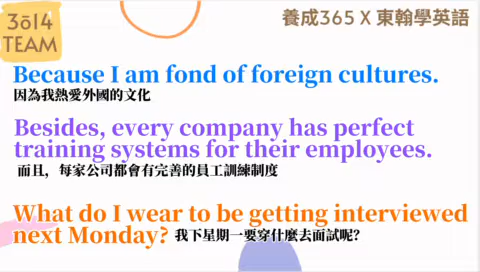 3ō14
TEAM
養成365 X 東翰學英語
Because I am fond of foreign cultures.
因為我熱愛外國的文化
Besides, every company has perfect
training systems for their employees.
而且，每家公司都會有完善的員工訓練制度
What do I wear to be getting interviewed
next Monday? 我下星期一要穿什麼去面試呢?